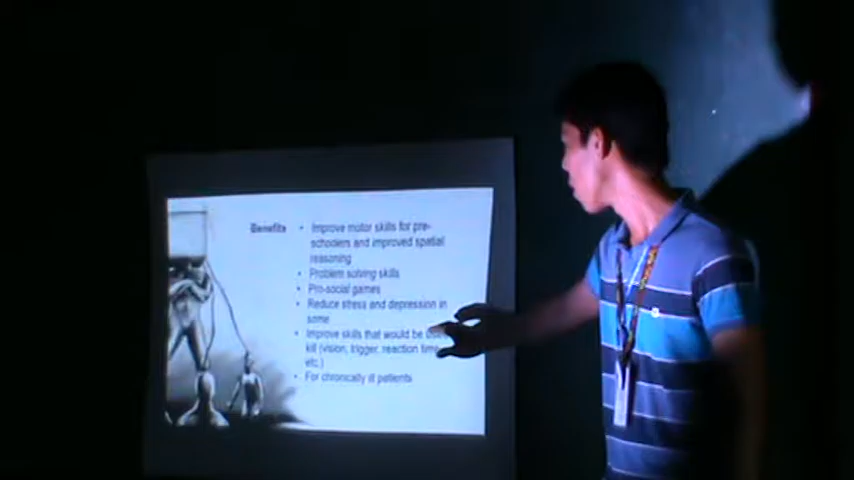 Benefits • Improve motor skills for pre-
schoolers and improved spatial
reasoning
• Problem solving skills
• Pro-social games
• Reduce stress and depression in
some
• Improve skills that would be
kill (vision, trigger, reaction time,
etc.)
• For chronically ill patients